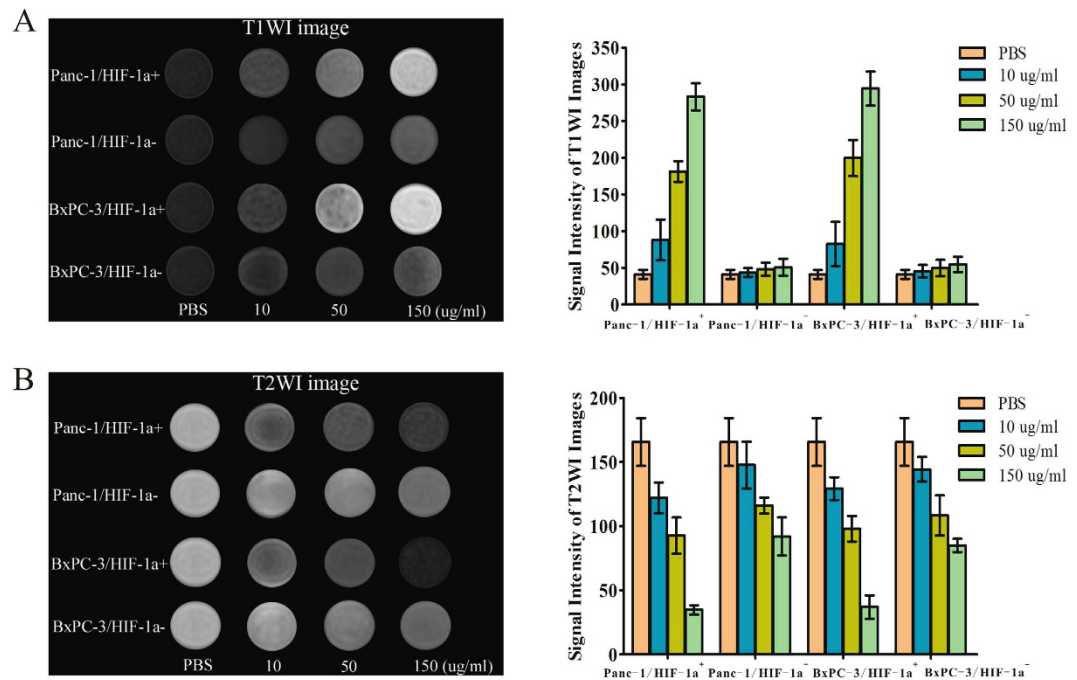 A
T1WI image
Panc-1/HIF-1a+
Panc-1/HIF-1a-
BxPC-3/HIF-1a+
BxPC-3/HIF-1a-
PBS 10 50 150 (ug/ml)
Signal Intensity of T1WI Images
350
300
250
200
150
100
50
0
Panc-1/HIF-1a+ Panc-1/HIF-1a- BxPC-3/HIF-1a+ BxPC-3/HIF-1a-
PBS
10 ug/ml
50 ug/ml
150 ug/ml
B
T2WI image
Panc-1/HIF-1a+
Panc-1/HIF-1a-
BxPC-3/HIF-1a+
BxPC-3/HIF-1a-
PBS 10 50 150 (ug/ml)
Signal Intensity of T2WI Images
200
150
100
50
0
Panc-1/HIF-1a+ Panc-1/HIF-1a- BxPC-3/HIF-1a+ BxPC-3/HIF-1a-
PBS
10 ug/ml
50 ug/ml
150 ug/ml